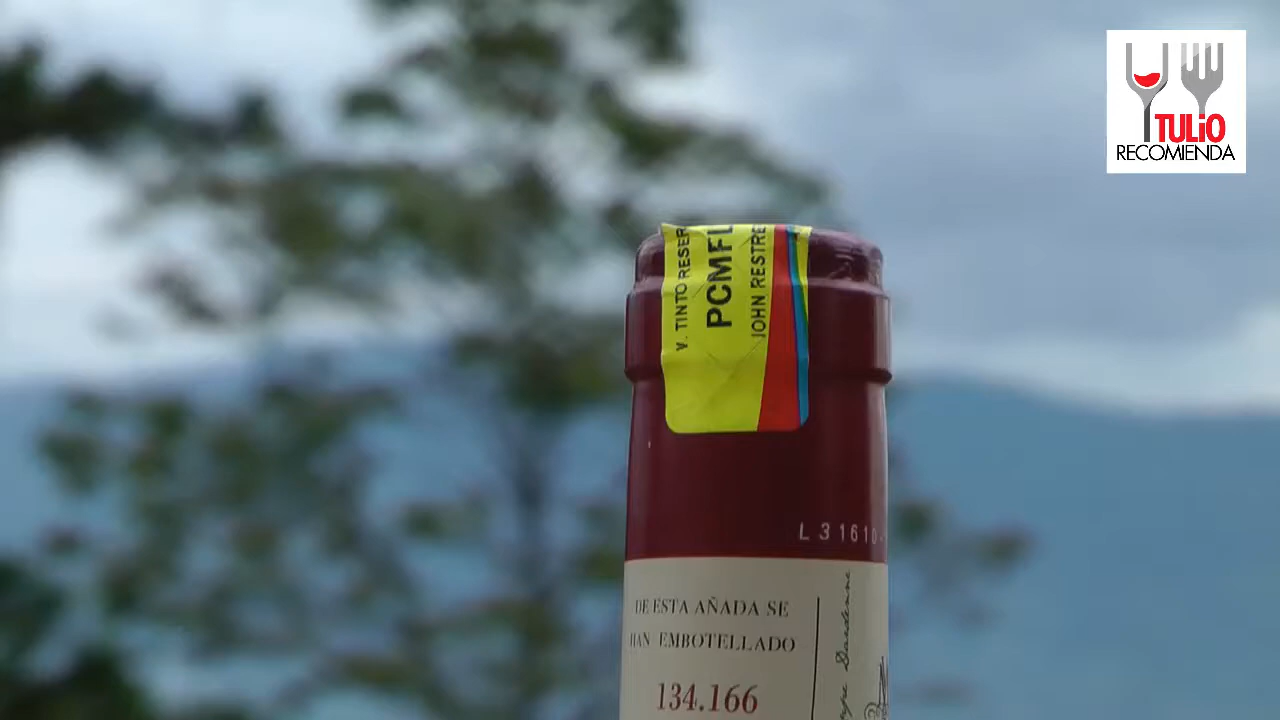 TULiO
RECOMIENDA
V. TINTO RESER
PCMFL
JOHN RESTRE
L 31610-
DE ESTA AÑADA SE
HAN EMBOTELLADO
134.166